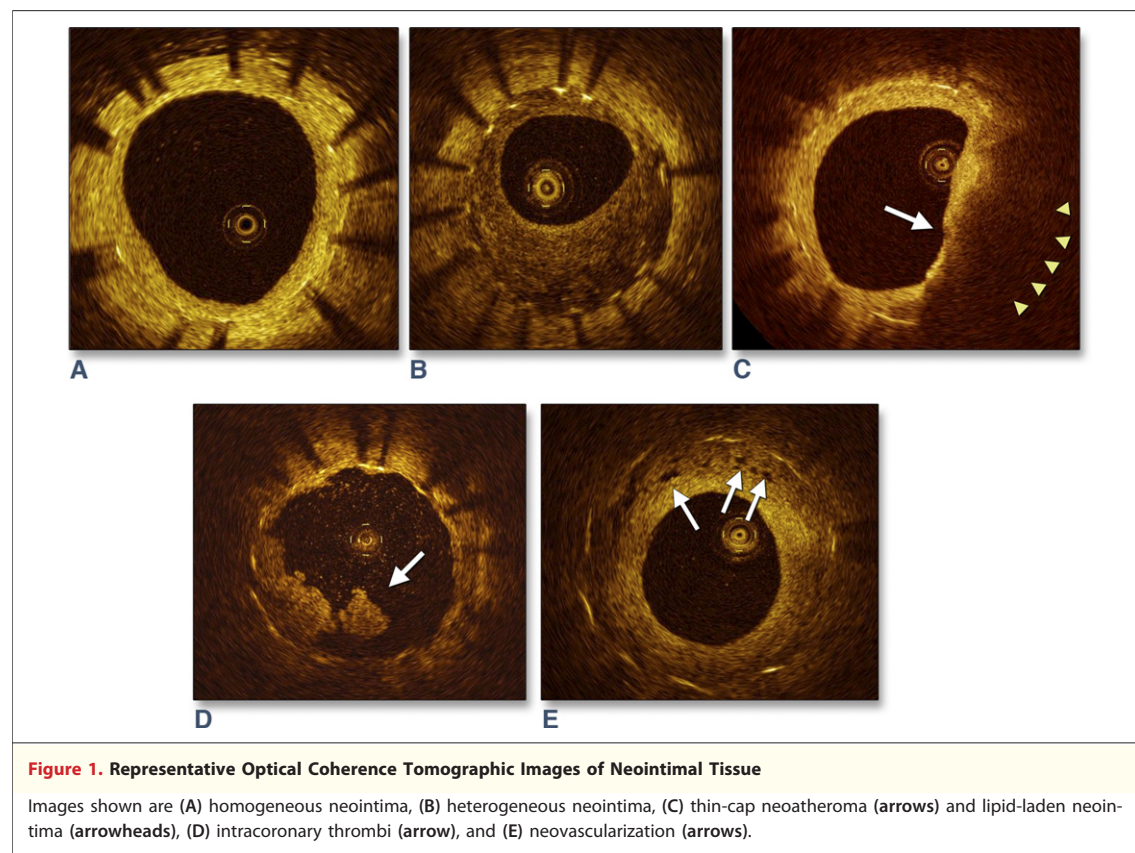 A
B
C
D
E
Figure 1. Representative Optical Coherence Tomographic Images of Neointimal Tissue
Images shown are (A) homogeneous neointima, (B) heterogeneous neointima, (C) thin-cap neoatheroma (arrows) and lipid-laden neoin-
tima (arrowheads), (D) intracoronary thrombi (arrow), and (E) neovascularization (arrows).